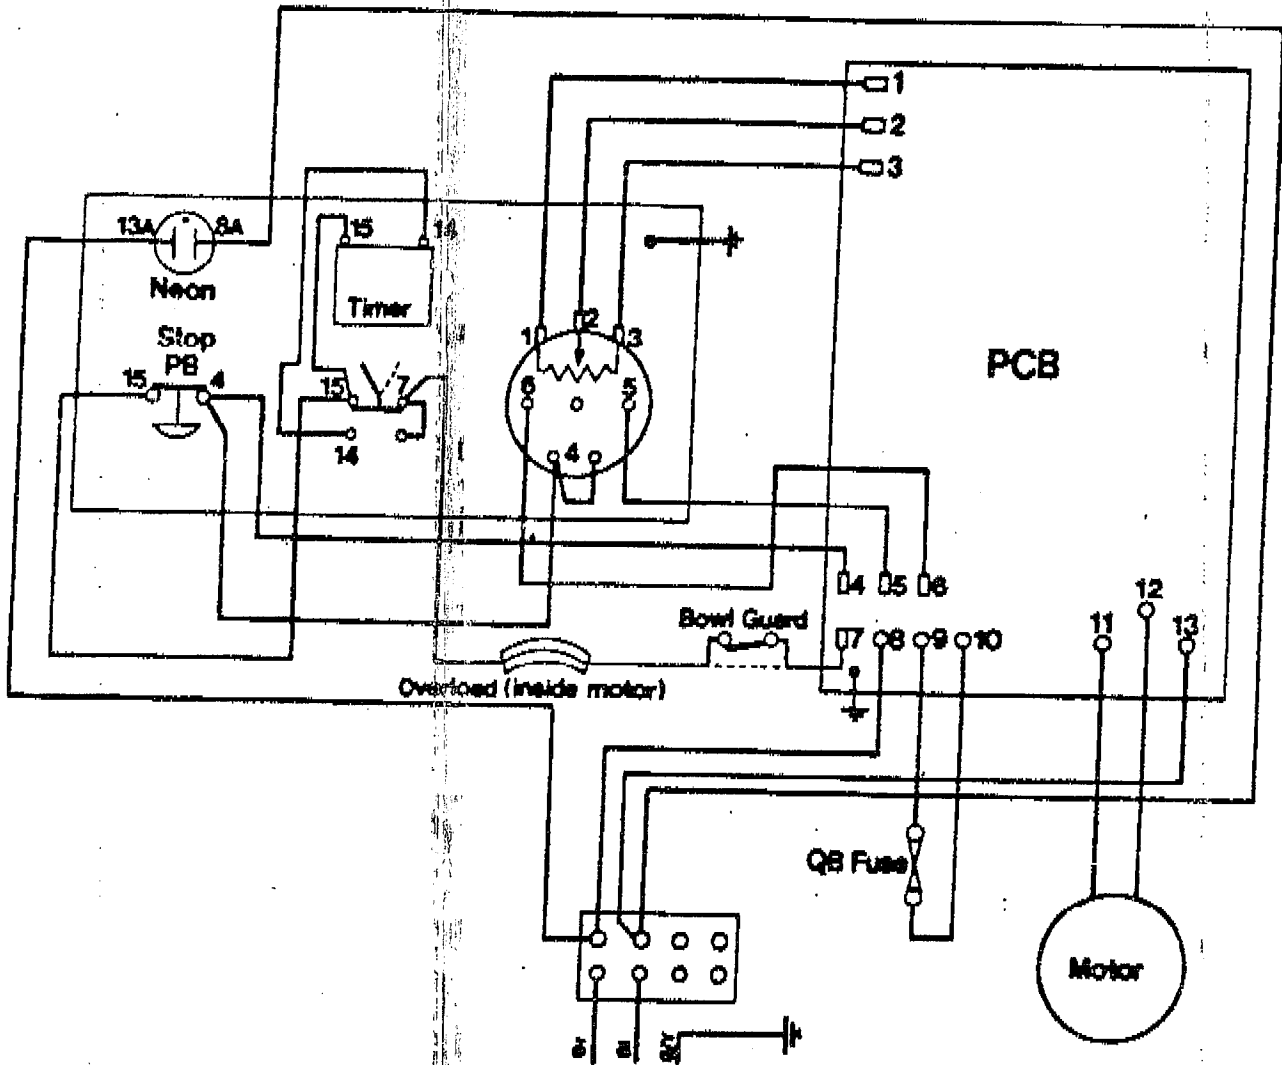 1
2
3
13A 8A
15 14
Neon
Timer
Stop
PB
15 4
15 7
14
1 2 3
6 5
4
PCB
4 5 6
Bowl Guard
7 8 9 10
11 12 13
Overload (inside motor)
QB Fuse
Motor
Br Bl